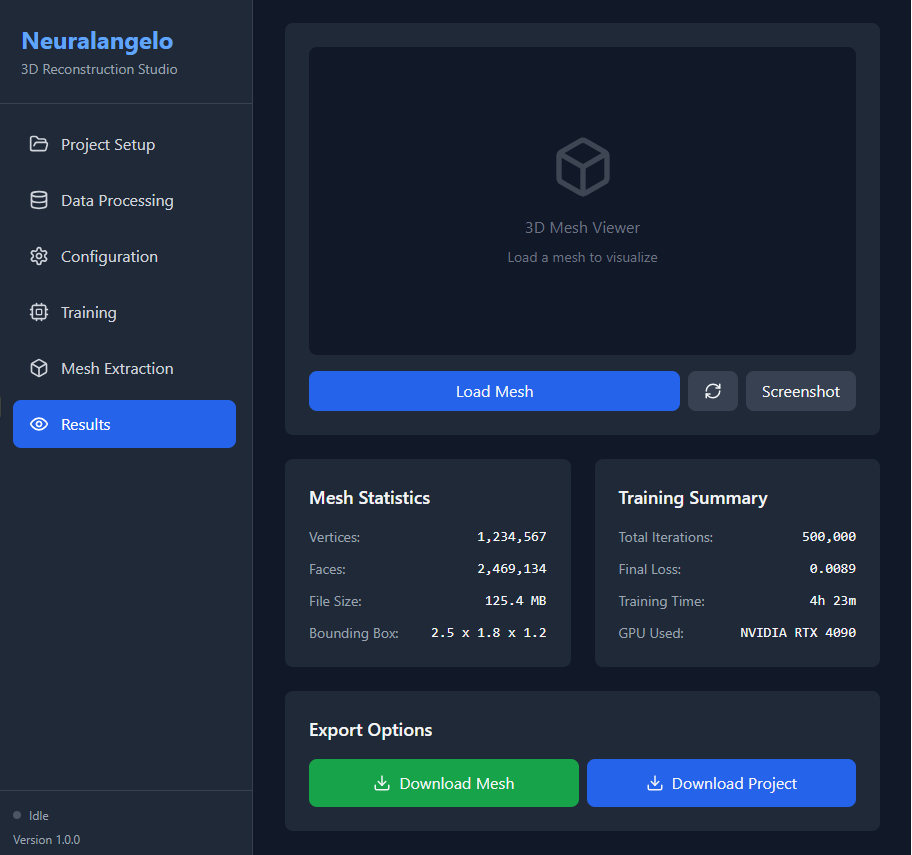 Neuralangelo
3D Reconstruction Studio
Project Setup
Data Processing
Configuration
Training
Mesh Extraction
Results
Idle
Version 1.0.0
3D Mesh Viewer
Load a mesh to visualize
Load Mesh
Screenshot
Mesh Statistics
Vertices: 1,234,567
Faces: 2,469,134
File Size: 125.4 MB
Bounding Box: 2.5 x 1.8 x 1.2
Training Summary
Total Iterations: 500,000
Final Loss: 0.0089
Training Time: 4h 23m
GPU Used: NVIDIA RTX 4090
Export Options
Download Mesh
Download Project